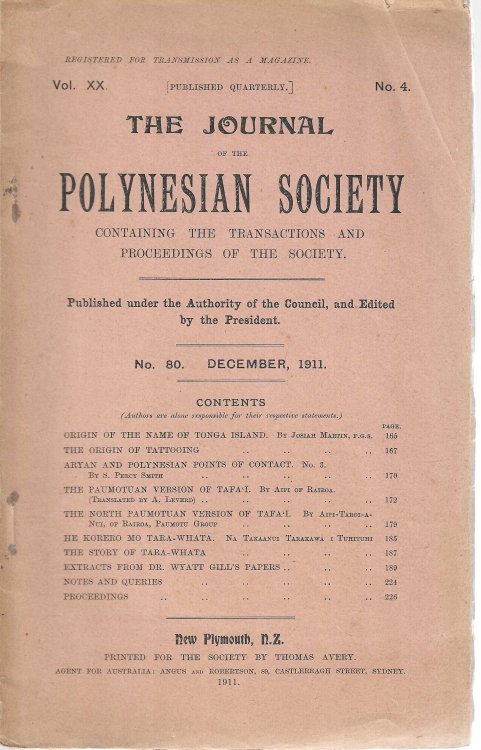 REGISTERED FOR TRANSMISSION AS A MAGAZINE.
Vol. XX. [PUBLISHED QUARTERLY.] No. 4.
THE JOURNAL
OF THE
POLYNESIAN SOCIETY
CONTAINING THE TRANSACTIONS AND
PROCEEDINGS OF THE SOCIETY.
Published under the Authority of the Council, and Edited
by the President.
No. 80. DECEMBER, 1911.
CONTENTS
(Authors are alone responsible for their respective statements.)
PAGE.
ORIGIN OF THE NAME OF TONGA ISLAND. By Josiah Martin, F.G.S. 165
THE ORIGIN OF TATTOOING .. .. .. .. 167
ARYAN AND POLYNESIAN POINTS OF CONTACT. No. 3.
By S. Percy Smith .. .. .. .. .. 170
THE PAUMOTUAN VERSION OF TAFA'I. By Aipi of Rairoa.
(Translated by A. Leverd) .. .. .. .. .. 172
THE NORTH PAUMOTUAN VERSION OF TAFA'I. By Aipi-Taroi-a-
Nui, of Rairoa, Paumotu Group .. .. .. .. 179
HE KORERO MO TARA-WHATA. Na Takaanui Tarakawa i Tuhituhi 185
THE STORY OF TARA-WHATA .. .. .. .. 187
EXTRACTS FROM DR. WYATT GILL'S PAPERS .. .. .. 189
NOTES AND QUERIES .. .. .. .. .. 224
PROCEEDINGS .. .. .. .. .. .. 226
New Plymouth, N.Z.
PRINTED FOR THE SOCIETY BY THOMAS AVERY.
AGENT FOR AUSTRALIA: ANGUS AND ROBERTSON, 89, CASTLEREAGH STREET, SYDNEY.
1911.